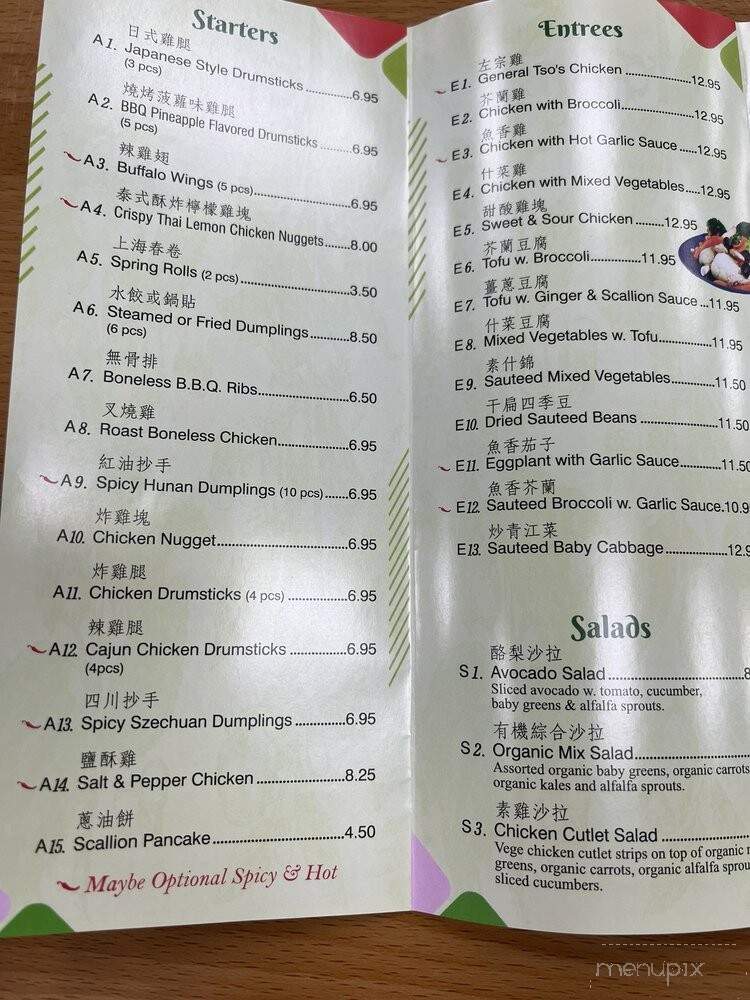 Starters
日式雞腿
A1. Japanese Style Drumsticks..............6.95
(3 pcs)
燒烤菠蘿味雞腿
A2. BBQ Pineapple Flavored Drumsticks.........6.95
(5 pcs)
辣雞翅
A3. Buffalo Wings (5 pcs)......................6.95
泰式酥炸檸檬雞塊
A4. Crispy Thai Lemon Chicken Nuggets.......8.00
上海春卷
A5. Spring Rolls (2 pcs)........................3.50
水餃或鍋貼
A6. Steamed or Fried Dumplings..........8.50
(6 pcs)
無骨排
A7. Boneless B.B.Q. Ribs......................6.50
叉燒雞
A8. Roast Boneless Chicken.................6.95
紅油抄手
A9. Spicy Hunan Dumplings (10 pcs)......6.95
炸雞塊
A10. Chicken Nugget...............................6.95
炸雞腿
A11. Chicken Drumsticks (4 pcs) ..............6.95
辣雞腿
A12. Cajun Chicken Drumsticks ..............6.95
(4pcs)
四川抄手
A13. Spicy Szechuan Dumplings ............6.95
鹽酥雞
A14. Salt & Pepper Chicken .....................8.25
蔥油餅
A15. Scallion Pancake...............................4.50
Maybe Optional Spicy & Hot
Entrees
左宗雞
E1. General Tso's Chicken ................12.95
芥蘭雞
E2. Chicken with Broccoli..................12.95
魚香雞
E3. Chicken with Hot Garlic Sauce .....12.95
什菜雞
E4. Chicken with Mixed Vegetables....12.95
甜酸雞塊
E5. Sweet & Sour Chicken .........12.95
芥蘭豆腐
E6. Tofu w. Broccoli.............11.95
薑蔥豆腐
E7. Tofu w. Ginger & Scallion Sauce ...11.95
什菜豆腐
E8. Mixed Vegetables w. Tofu.............11.95
素什錦
E9. Sauteed Mixed Vegetables...........11.50
干扁四季豆
E10. Dried Sauteed Beans ....................11.50
魚香茄子
E11. Eggplant with Garlic Sauce...........11.50
魚香芥蘭
E12. Sauteed Broccoli w. Garlic Sauce.10.9
炒青江菜
E13. Sauteed Baby Cabbage................12.9
Salads
酪梨沙拉
S1. Avocado Salad..................................8
Sliced avocado w. tomato, cucumber,
baby greens & alfalfa sprouts.
有機綜合沙拉
S2. Organic Mix Salad............................
Assorted organic baby greens, organic carrots
organic kales and alfalfa sprouts.
素雞沙拉
S3. Chicken Cutlet Salad ......................
Vege chicken cutlet strips on top of organic
greens, organic carrots, organic alfalfa sprou
sliced cucumbers.
menupix